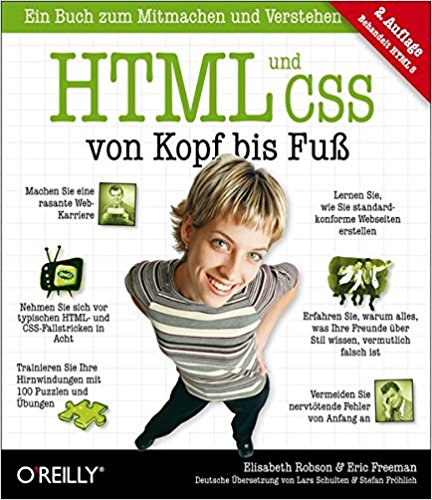 Ein Buch zum Mitmachen und Verstehen
2. Auflage
Behandelt HTML 5
HTML und CSS
von Kopf bis Fuß
Machen Sie eine
rasante Web-
Karriere
Lernen Sie,
wie Sie standard-
konforme Webseiten
erstellen
Nehmen Sie sich vor
typischen HTML- und
CSS-Fallstricken in
Acht
Erfahren Sie, warum alles,
was Ihre Freunde über
Stil wissen, vermutlich
falsch ist
Trainieren Sie Ihre
Hirnwindungen mit
100 Puzzlen und
Übungen
Vermeiden Sie
nervtötende Fehler
von Anfang an
O'REILLY®
Elisabeth Robson & Eric Freeman
Deutsche Übersetzung von Lars Schulten & Stefan Fröhlich